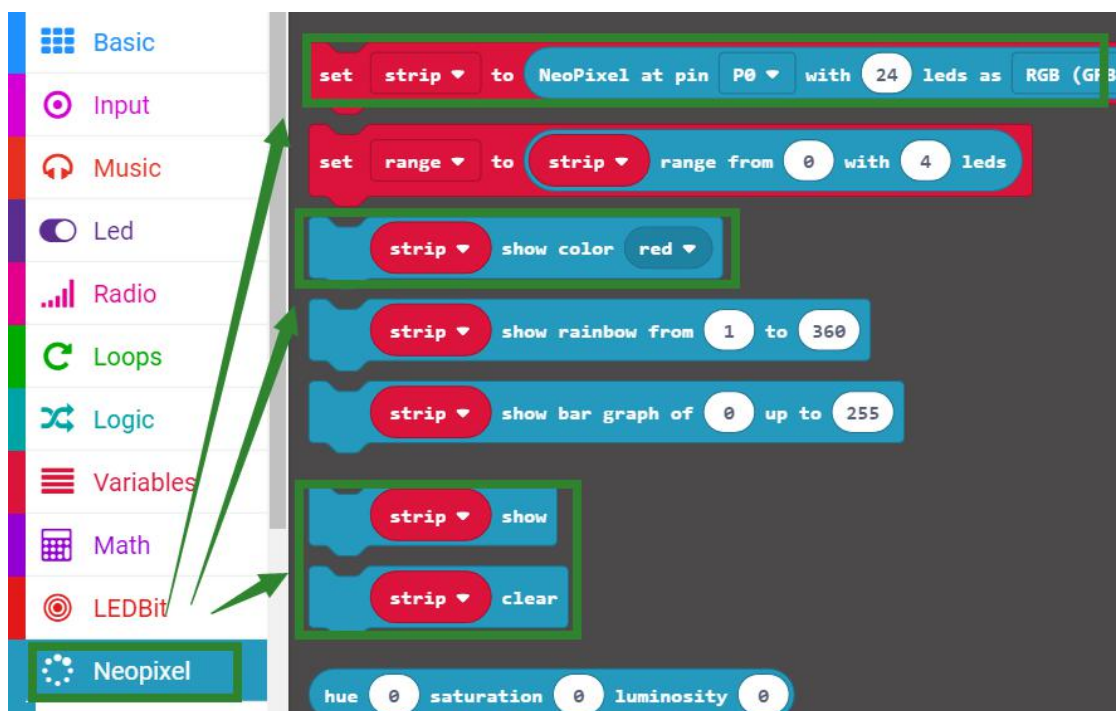 Basic
Input
Music
Led
Radio
Loops
Logic
Variables
Math
LEDBit
Neopixel
set strip to NeoPixel at pin P0 with 24 leds as RGB (GRB
set range to strip range from 0 with 4 leds
strip show color red
strip show rainbow from 1 to 360
strip show bar graph of 0 up to 255
strip show
strip clear
hue 0 saturation 0 luminosity 0